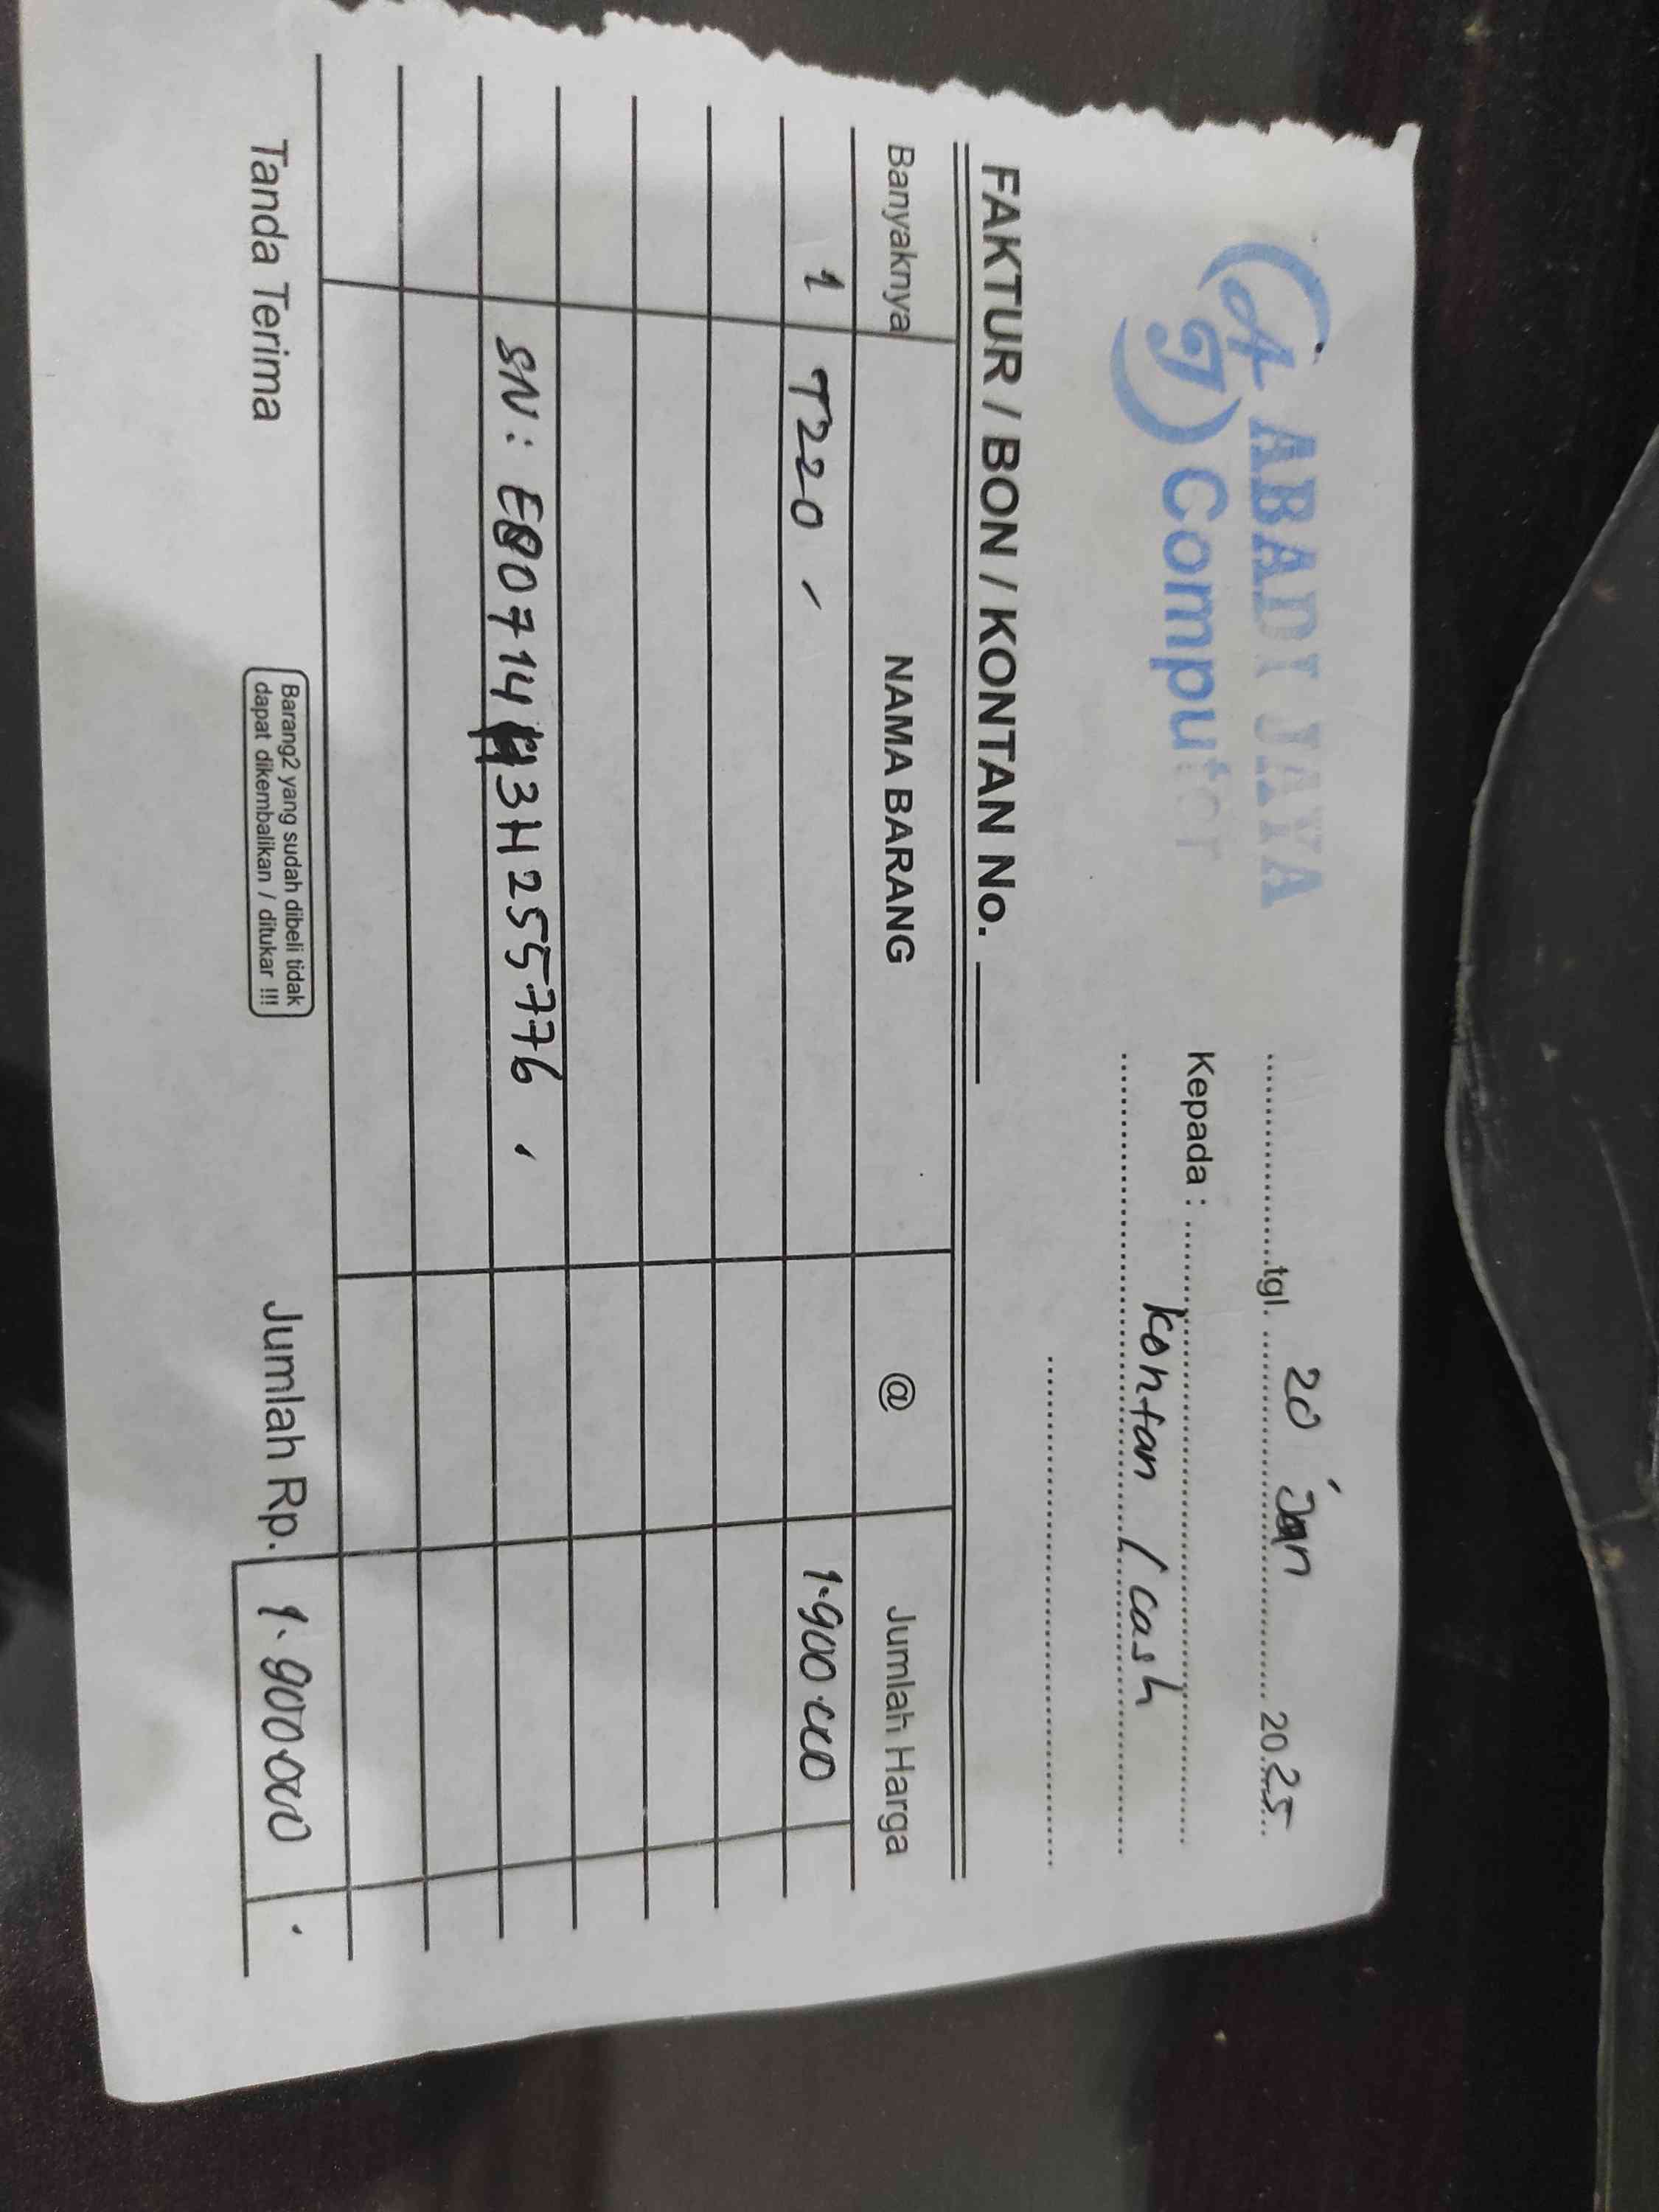 ABADI JAYA
AJ Computer
tgl. 20 Jan 2025
Kepada : kontan / cash
FAKTUR / BON / KONTAN No.
Banyaknya NAMA BARANG @ Jumlah Harga
1 T220 1.900.000
SN: E80714H3H255776
Tanda Terima
Barang2 yang sudah dibeli tidak
dapat dikembalikan / ditukar !!!
Jumlah Rp. 1.900.000